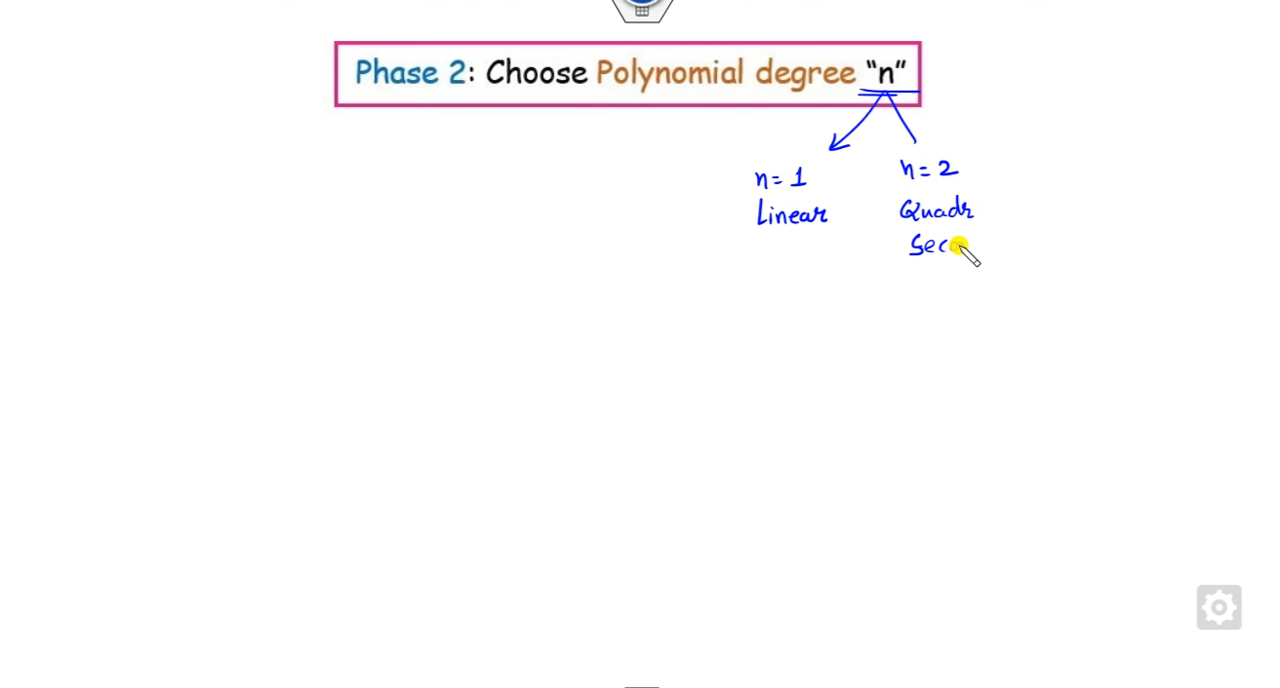 Phase 2: Choose Polynomial degree “n”
n = 1
n = 2
Linear
Quadr
Sec